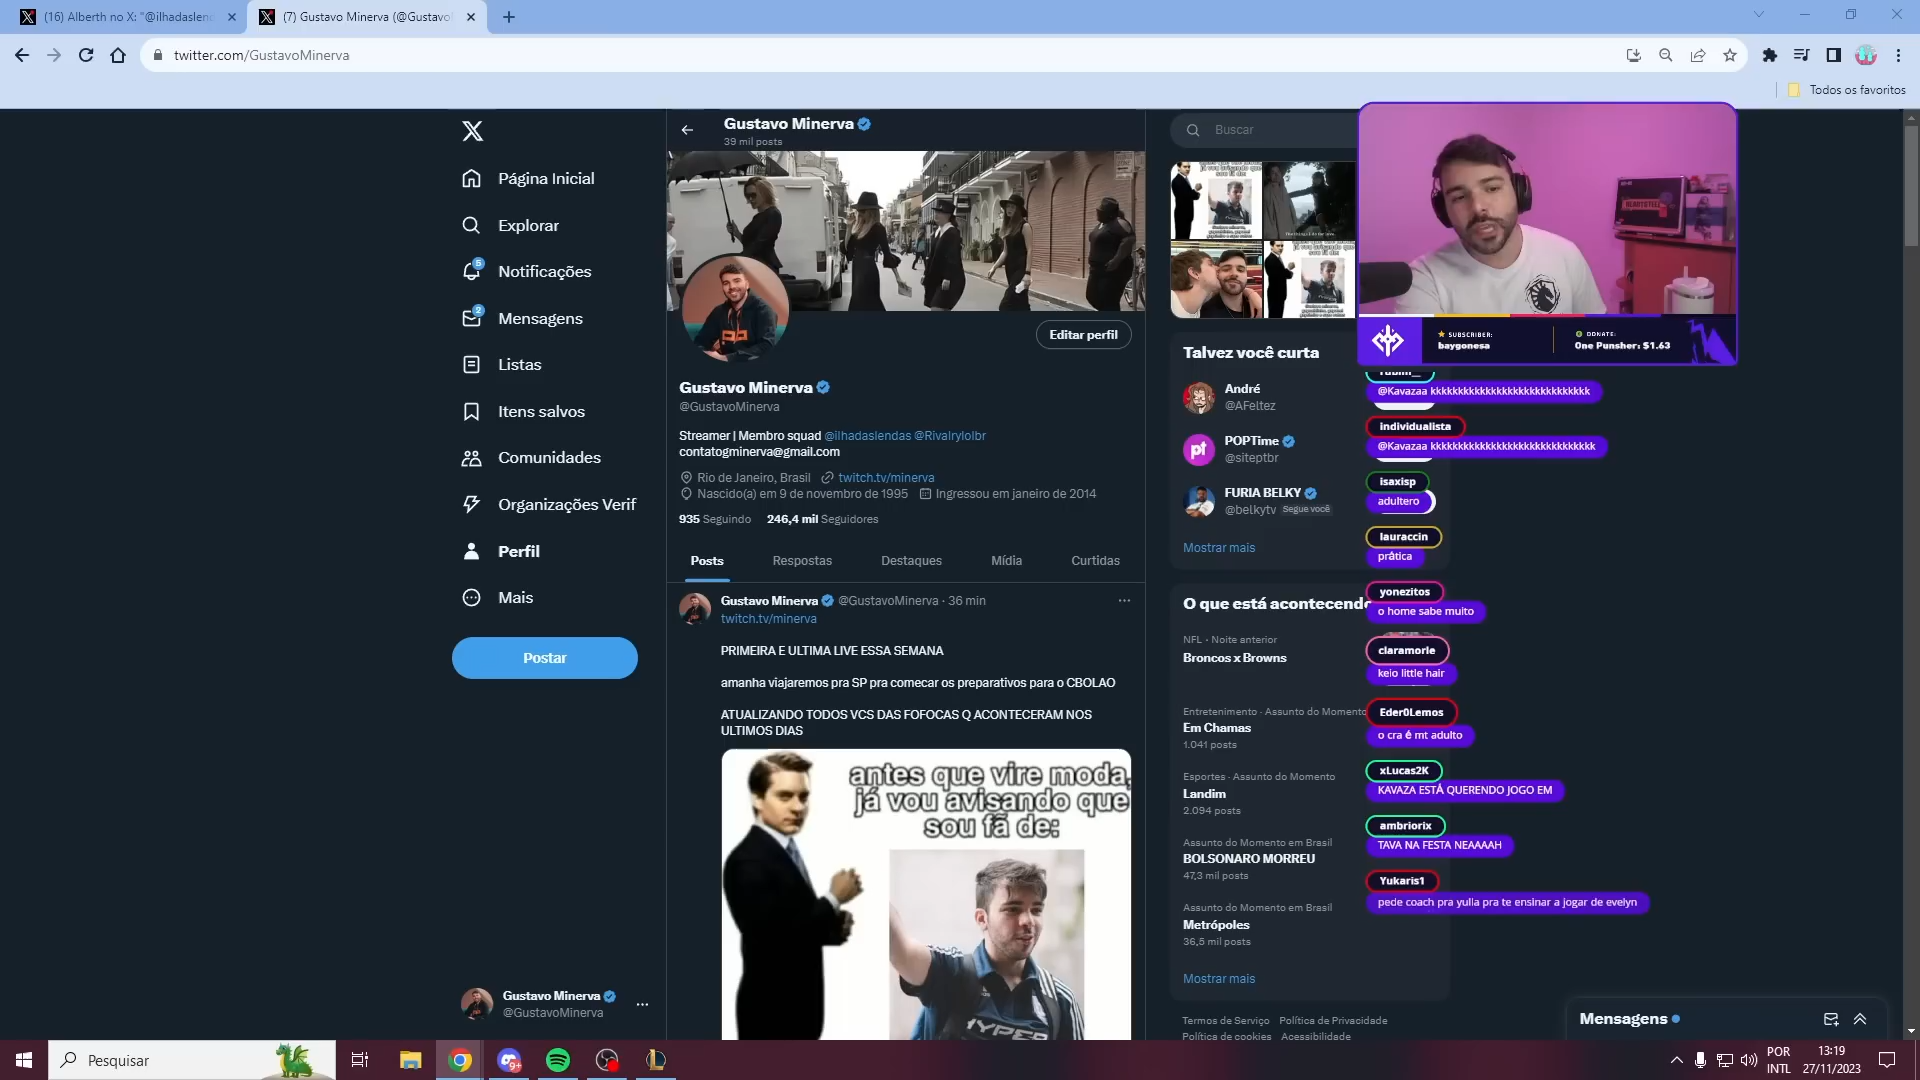 (16) Alberth no X: "@ilhadaslend
(7) Gustavo Minerva (@Gustavo
twitter.com/GustavoMinerva
Todos os favoritos
Página Inicial
Explorar
5
Notificações
2
Mensagens
Listas
Itens salvos
Comunidades
Organizações Verif
Perfil
Mais
Postar
Gustavo Minerva
@GustavoMinerva
Gustavo Minerva
39 mil posts
Editar perfil
Gustavo Minerva
@GustavoMinerva
Streamer | Membro squad @ilhadaslendas @Rivalrylolbr
contatogminerva@gmail.com
Rio de Janeiro, Brasil twitch.tv/minerva
Nascido(a) em 9 de novembro de 1995 Ingressou em janeiro de 2014
935 Seguindo 246,4 mil Seguidores
Posts Respostas Destaques Mídia Curtidas
Gustavo Minerva @GustavoMinerva · 36 min
twitch.tv/minerva
PRIMEIRA E ULTIMA LIVE ESSA SEMANA
amanha viajaremos pra SP pra comecar os preparativos para o CBOLAO
ATUALIZANDO TODOS VCS DAS FOFOCAS Q ACONTECERAM NOS
ULTIMOS DIAS
antes que vire moda,
já vou avisando que
sou fã de:
HYPER
Buscar
Talvez você curta
André
@AFeltez
pt
POPTime
@siteptbr
FURIA BELKY
@belkytv Segue você
Mostrar mais
O que está acontecendo
NFL · Noite anterior
Broncos x Browns
Entretenimento · Assunto do Momento
Em Chamas
1.041 posts
Esportes · Assunto do Momento
Landim
2.094 posts
Assunto do Momento em Brasil
BOLSONARO MORREU
47,3 mil posts
Assunto do Momento em Brasil
Metrópoles
36,5 mil posts
Mostrar mais
Termos de Serviço Política de Privacidade
Política de cookies Acessibilidade
SUBSCRIBER:
baygonesa
DONATE:
One Punsher: $1.63
@Kavazaa kkkkkkkkkkkkkkkkkkkkkkkkkkkkk
individualista
@Kavazaa kkkkkkkkkkkkkkkkkkkkkkkkkkkkkk
isaxisp
adultero
lauraccin
prática
yonezitos
o home sabe muito
claramorle
keio little hair
Eder0Lemos
o cra é mt adulto
xLucas2K
KAVAZA ESTÁ QUERENDO JOGO EM
ambriorix
TAVA NA FESTA NEAAAAH
Yukaris1
pede coach pra yulla pra te ensinar a jogar de evelyn
Mensagens
Pesquisar
9+
POR
INTL
13:19
27/11/2023